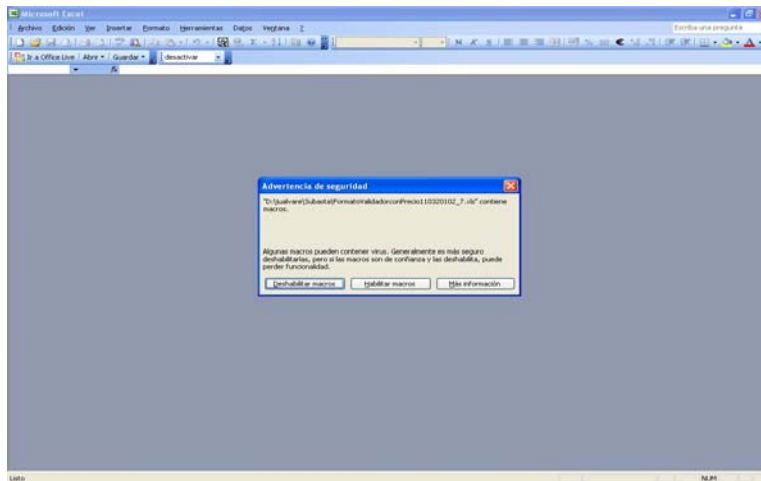 Microsoft Excel
Archivo Edición Ver Insertar Formato Herramientas Datos Ventana ?
Escriba una pregunta
Ir a Office Live Abrir Guardar desactivar
Advertencia de seguridad
contiene
macros.
Algunas macros pueden contener virus. Generalmente es más seguro
deshabilitarlas, pero si las macros son de confianza y las deshabilita, puede
perder funcionalidad.
Deshabilitar macros Habilitar macros Más información
Listo NUM